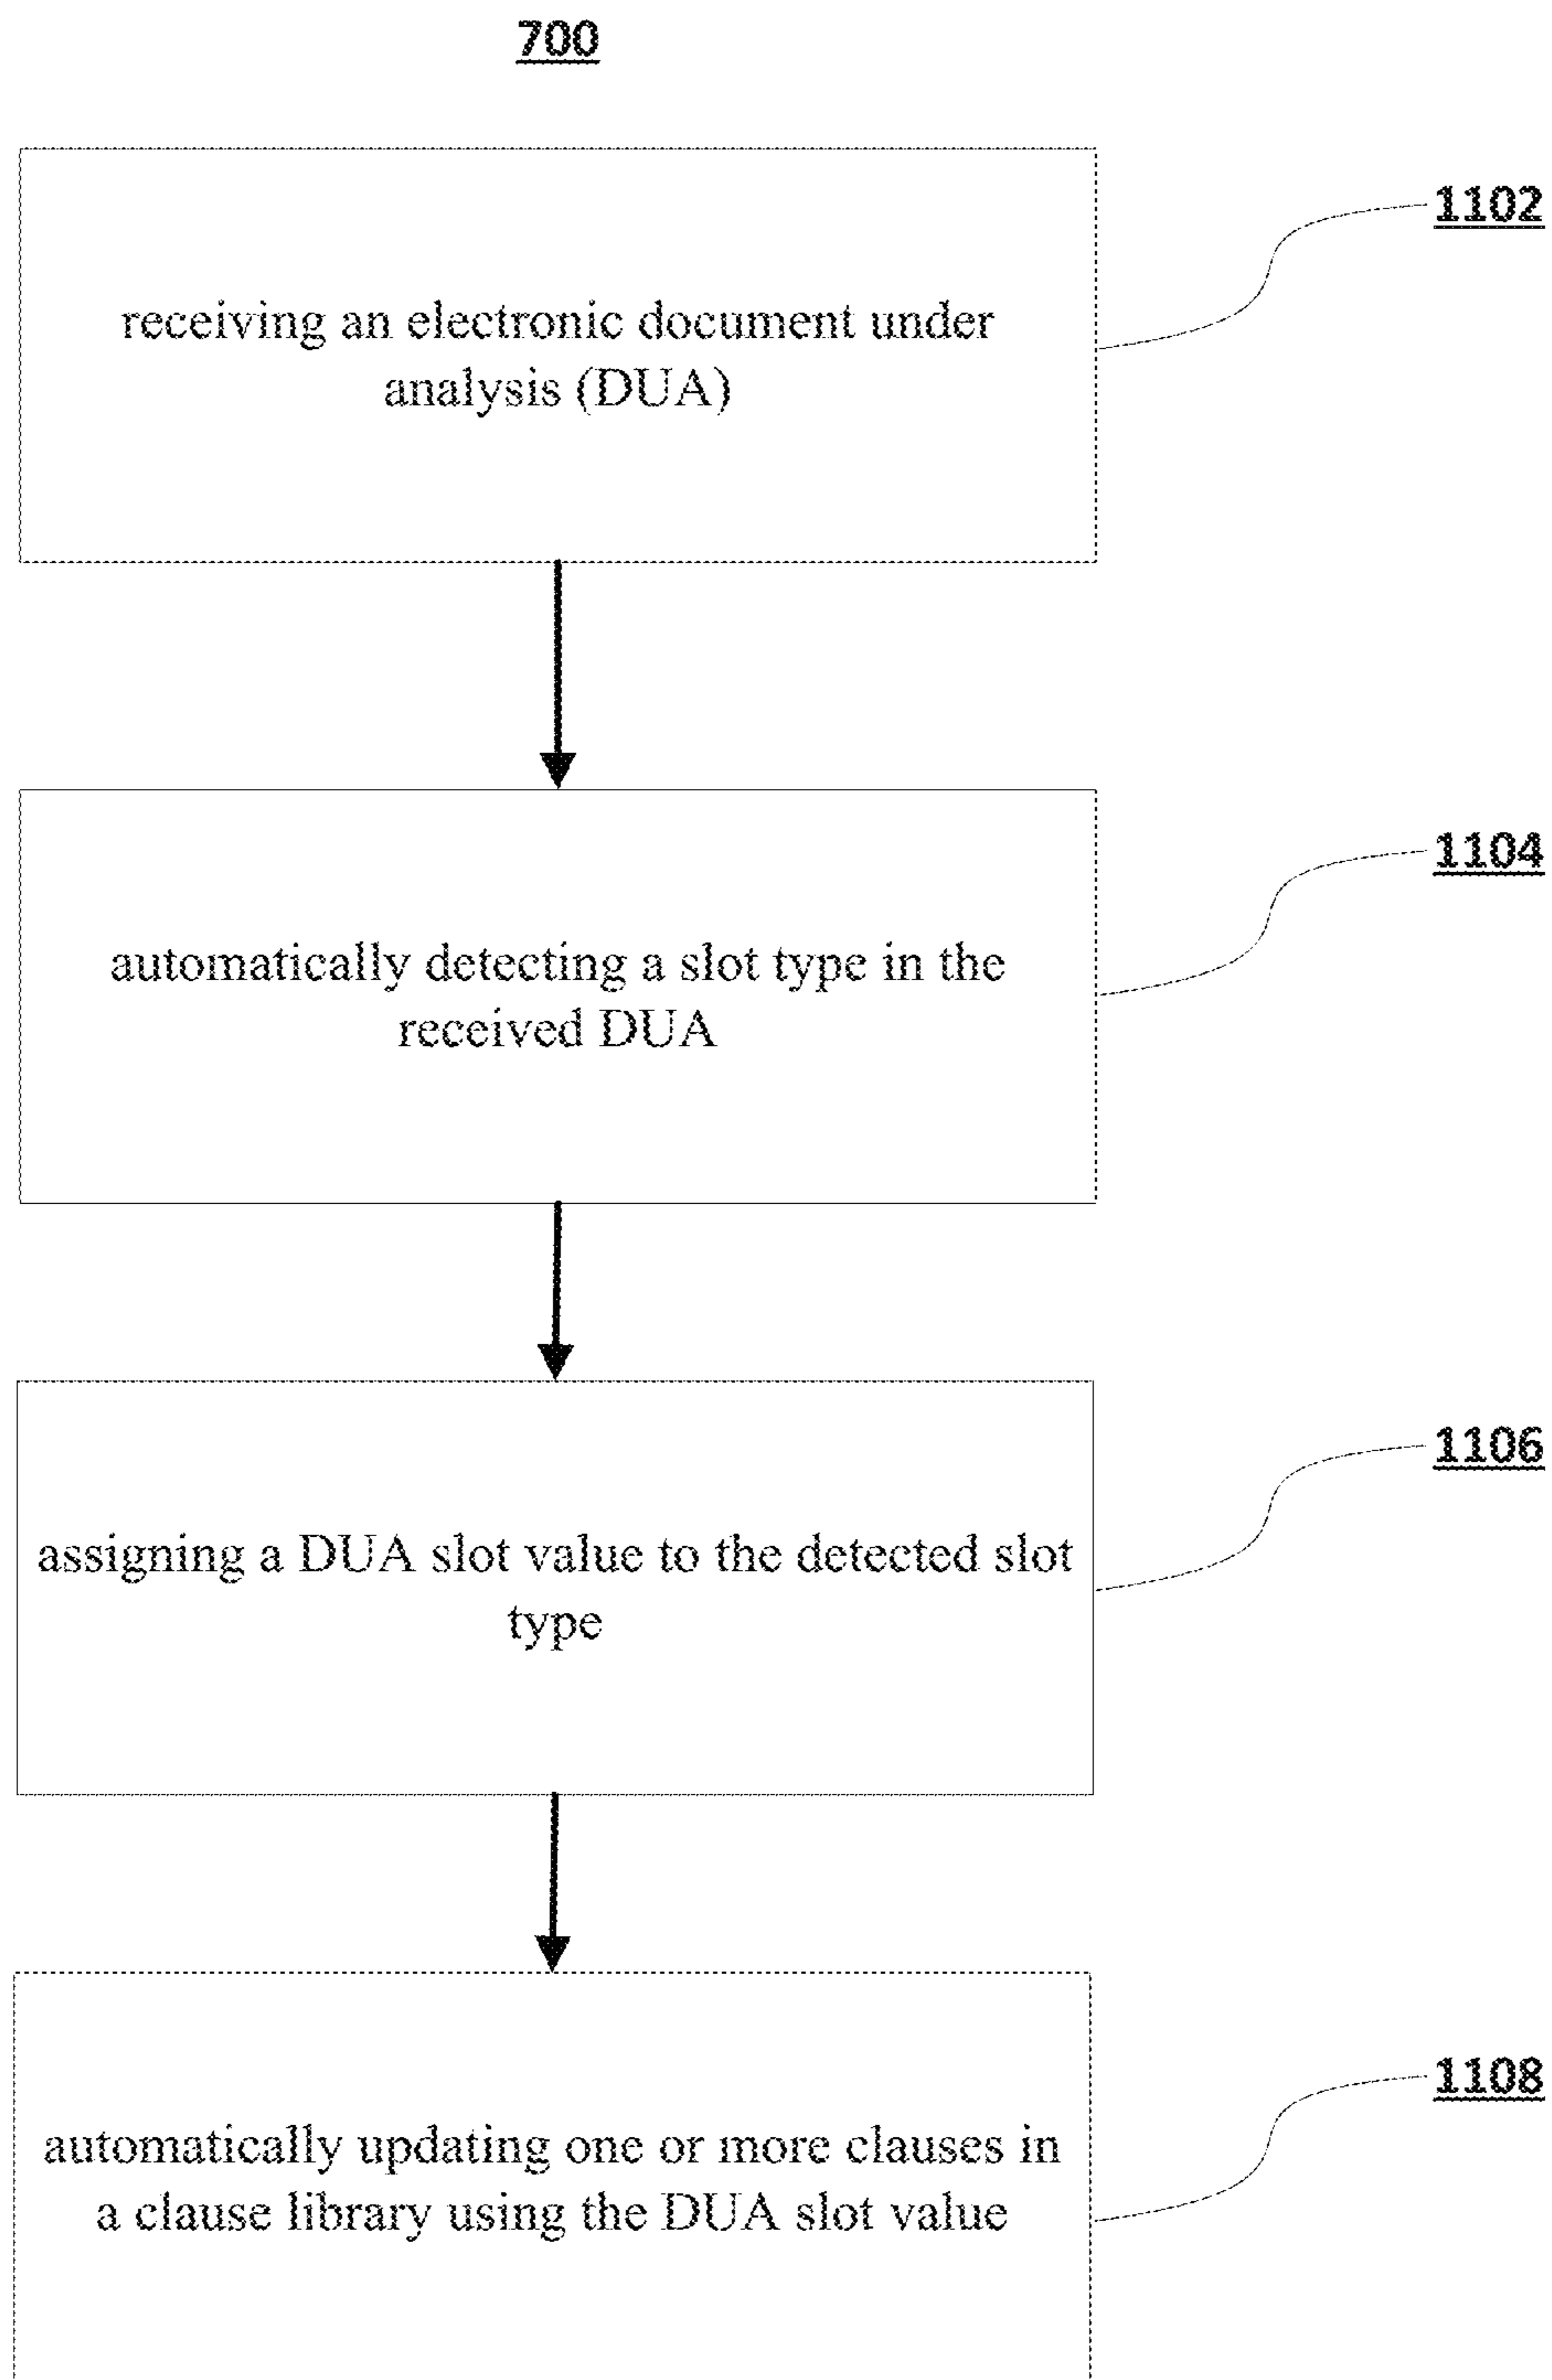 700
1102
receiving an electronic document under
analysis (DUA)
1104
automatically detecting a slot type in the
received DUA
1106
assigning a DUA slot value to the detected slot
type
1108
automatically updating one or more clauses in
a clause library using the DUA slot value